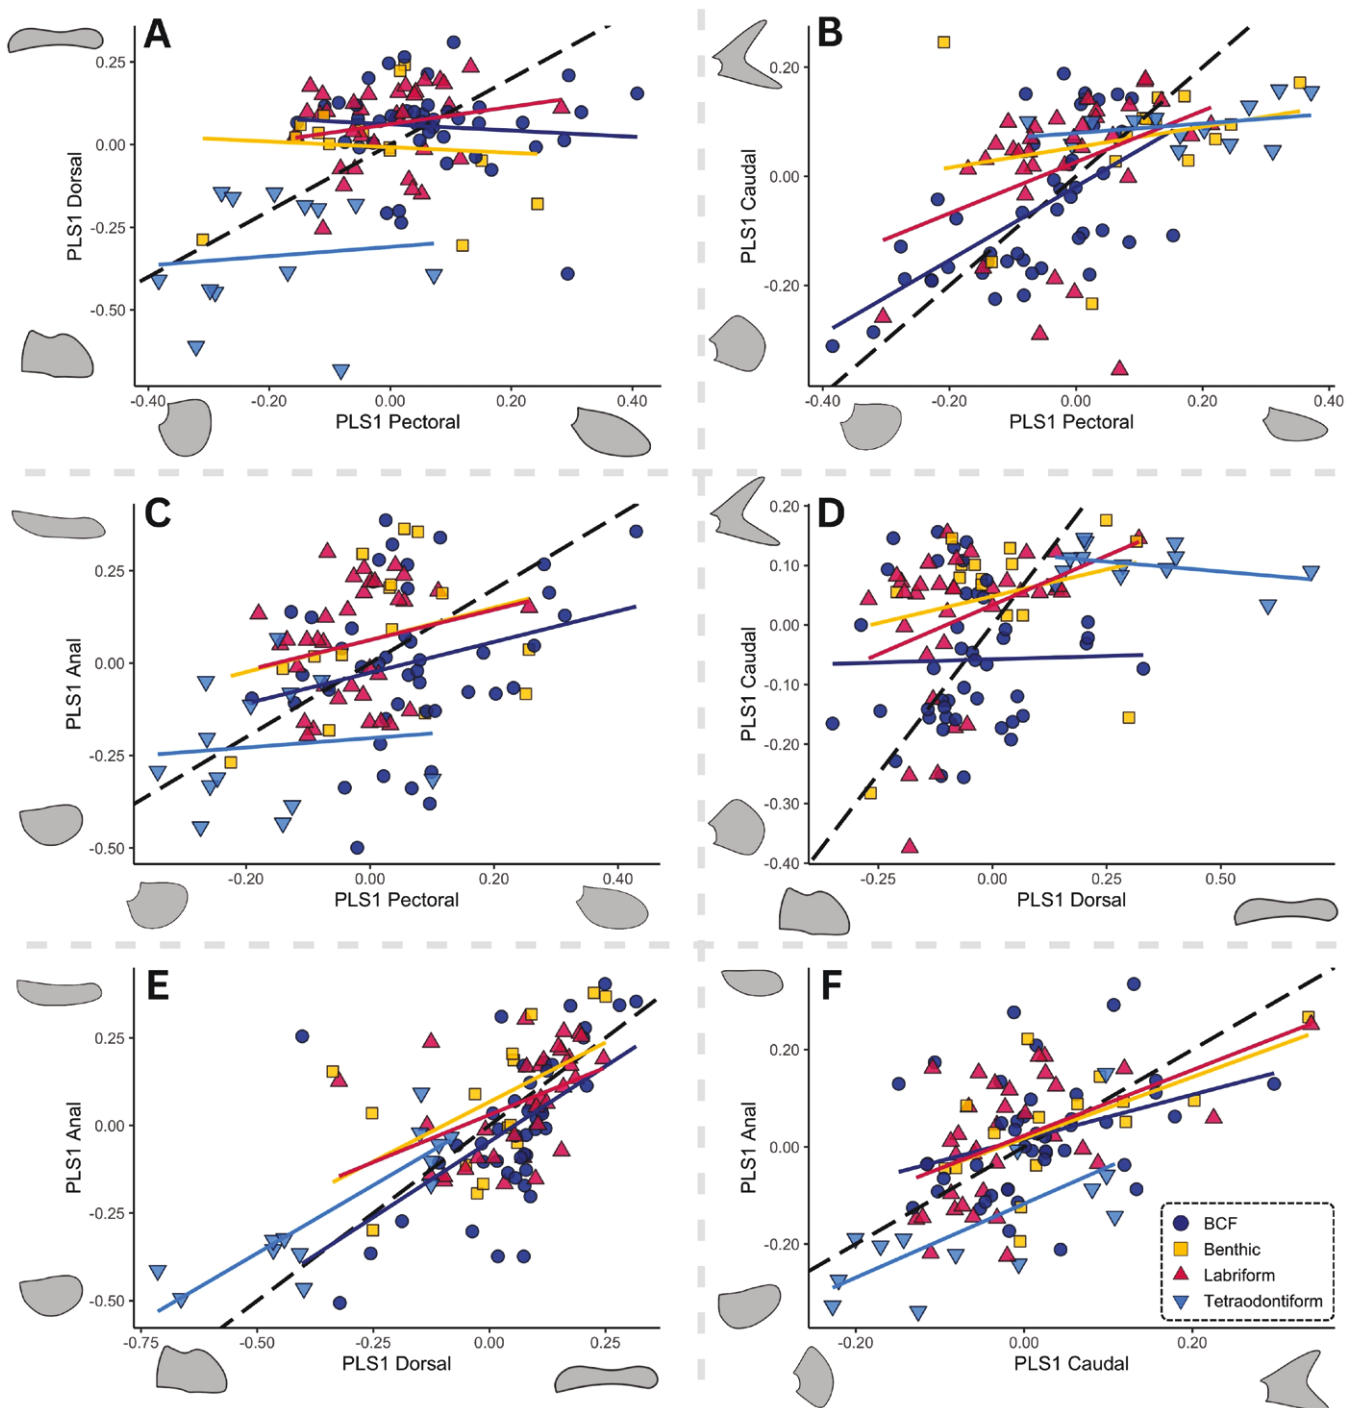 A
PLS1 Dorsal
0.25
0.00
-0.25
-0.50
-0.40
-0.20
0.00
0.20
0.40
PLS1 Pectoral
B
PLS1 Caudal
0.20
0.00
-0.20
-0.40
-0.20
0.00
0.20
0.40
PLS1 Pectoral
C
PLS1 Anal
0.25
0.00
-0.25
-0.50
-0.20
0.00
0.20
0.40
PLS1 Pectoral
D
PLS1 Caudal
0.20
0.10
0.00
-0.10
-0.20
-0.30
-0.40
-0.25
0.00
0.25
0.50
PLS1 Dorsal
E
PLS1 Anal
0.25
0.00
-0.25
-0.50
-0.75
-0.50
-0.25
0.00
0.25
PLS1 Dorsal
F
PLS1 Anal
0.20
0.00
-0.20
-0.20
0.00
0.20
PLS1 Caudal
BCF
Benthic
Labriform
Tetraodontiform